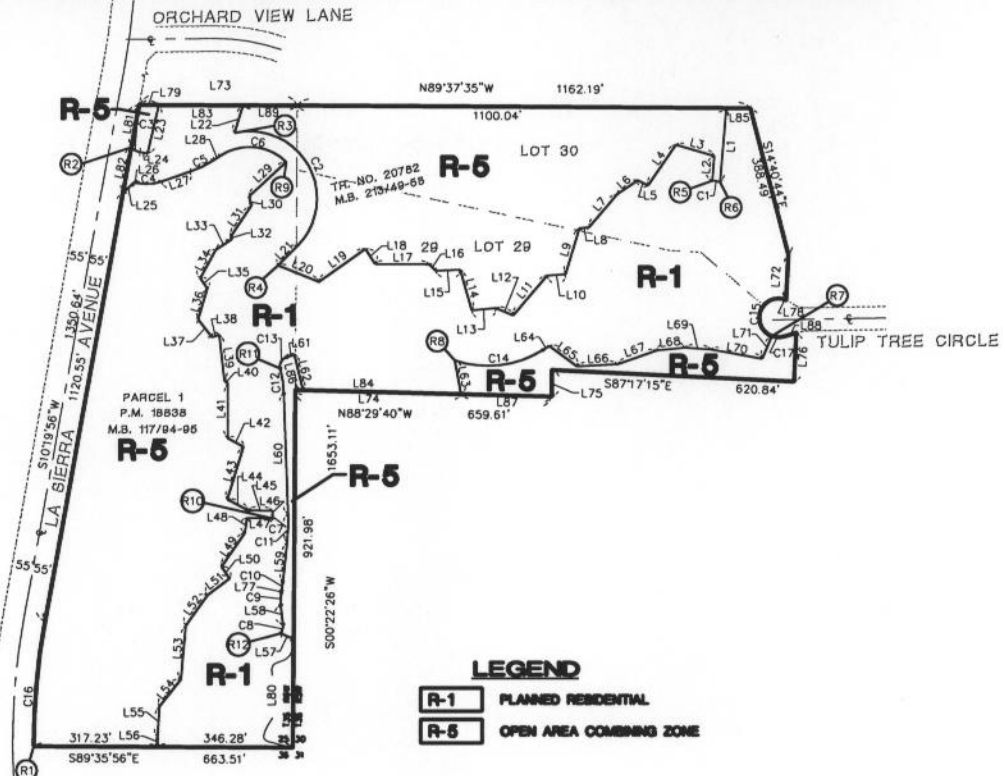 ORCHARD VIEW LANE
L79
L73
N89°37'35"W 1162.19'
1100.04'
R-5
L81
C3
L23
L83
L89
L22
R3
L85
R2
L82
L24
L26
C4
L25
L27
C5
L28
C6
C2
R9
L29
L30
TR. NO. 20782
M.B. 213/49-68
R-5
LOT 30
L4
L3
L2
L1
L5
L6
R5
C1
R6
S14°40'44"E
388.49'
L31
L32
L33
L34
L35
L21
L20
L19
R4
L18
L17
29
L16
LOT 29
L15
L14
L13
L12
L11
L10
L9
L8
L7
R-1
L72
R7
C15
L78
L88
L71
C17
L76
TULIP TREE CIRCLE
55' 55'
1350.64'
1120.55'
S10°19'56"W
LA SIERRA AVENUE
L36
L37
L38
R-1
R11
C13
L61
C12
L86
L62
L39
L40
L41
R8
C14
L64
L65
L66
L67
L68
L69
L70
L63
R-5
R-5
L84
L74
N88°29'40"W
659.61'
L87
L75
S87°17'15"E
620.84'
PARCEL 1
P.M. 18838
M.B. 117/94-95
R-5
L42
L43
L44
L45
L46
L47
R10
L48
C7
C11
L60
1653.11'
R-5
921.98'
S00°22'26"W
L49
L50
L51
L59
C10
L77
C9
L58
C8
R12
L57
L52
L53
L54
L55
L56
R-1
L80
55' 55'
C16
R1
317.23'
346.28'
S89°35'56"E
663.51'
25 30
36 31
LEGEND
R-1 PLANNED RESIDENTIAL
R-5 OPEN AREA COMBINING ZONE